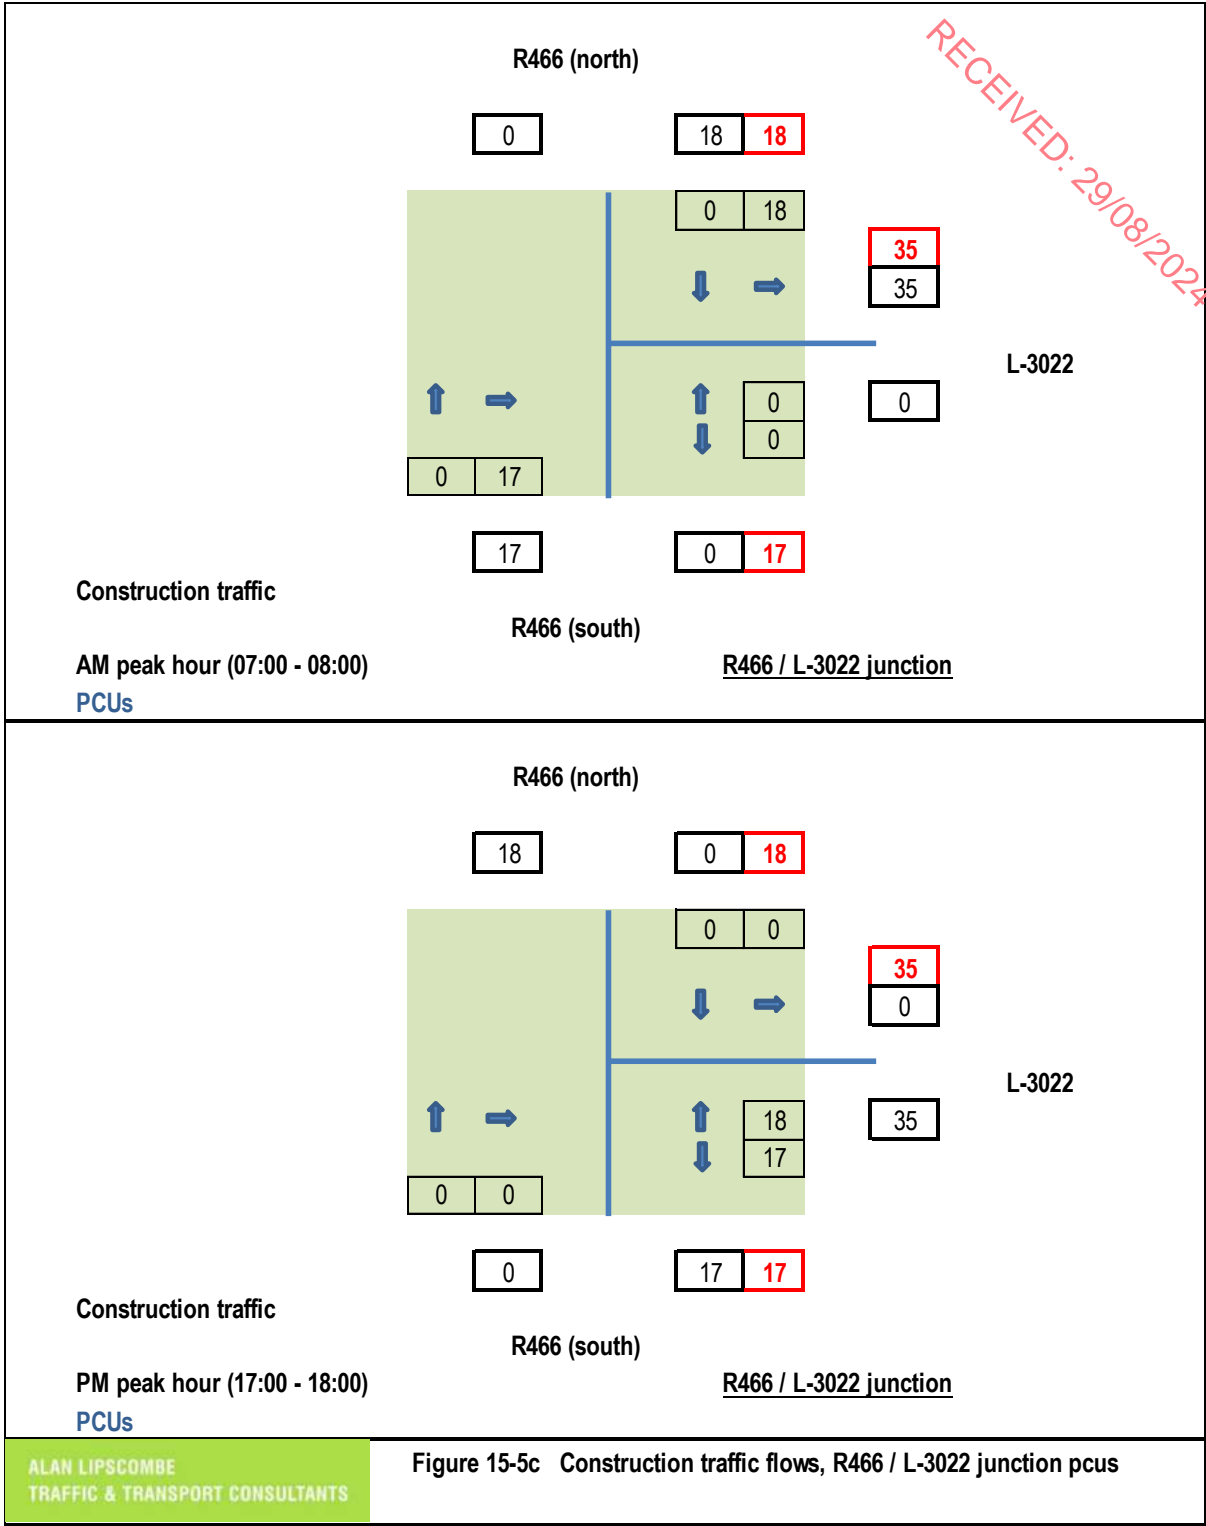 RECEIVED: 29/08/2024
R466 (north)
0 18 18
0 18
35
35
L-3022
0
0
0
0 17
17 0 17
Construction traffic
R466 (south)
AM peak hour (07:00 - 08:00) R466 / L-3022 junction
PCUs
R466 (north)
18 0 18
0 0
35
0
L-3022
18 35
17
0 0
0 17 17
Construction traffic
R466 (south)
PM peak hour (17:00 - 18:00) R466 / L-3022 junction
PCUs
ALAN LIPSCOMBE
TRAFFIC & TRANSPORT CONSULTANTS
Figure 15-5c Construction traffic flows, R466 / L-3022 junction pcus